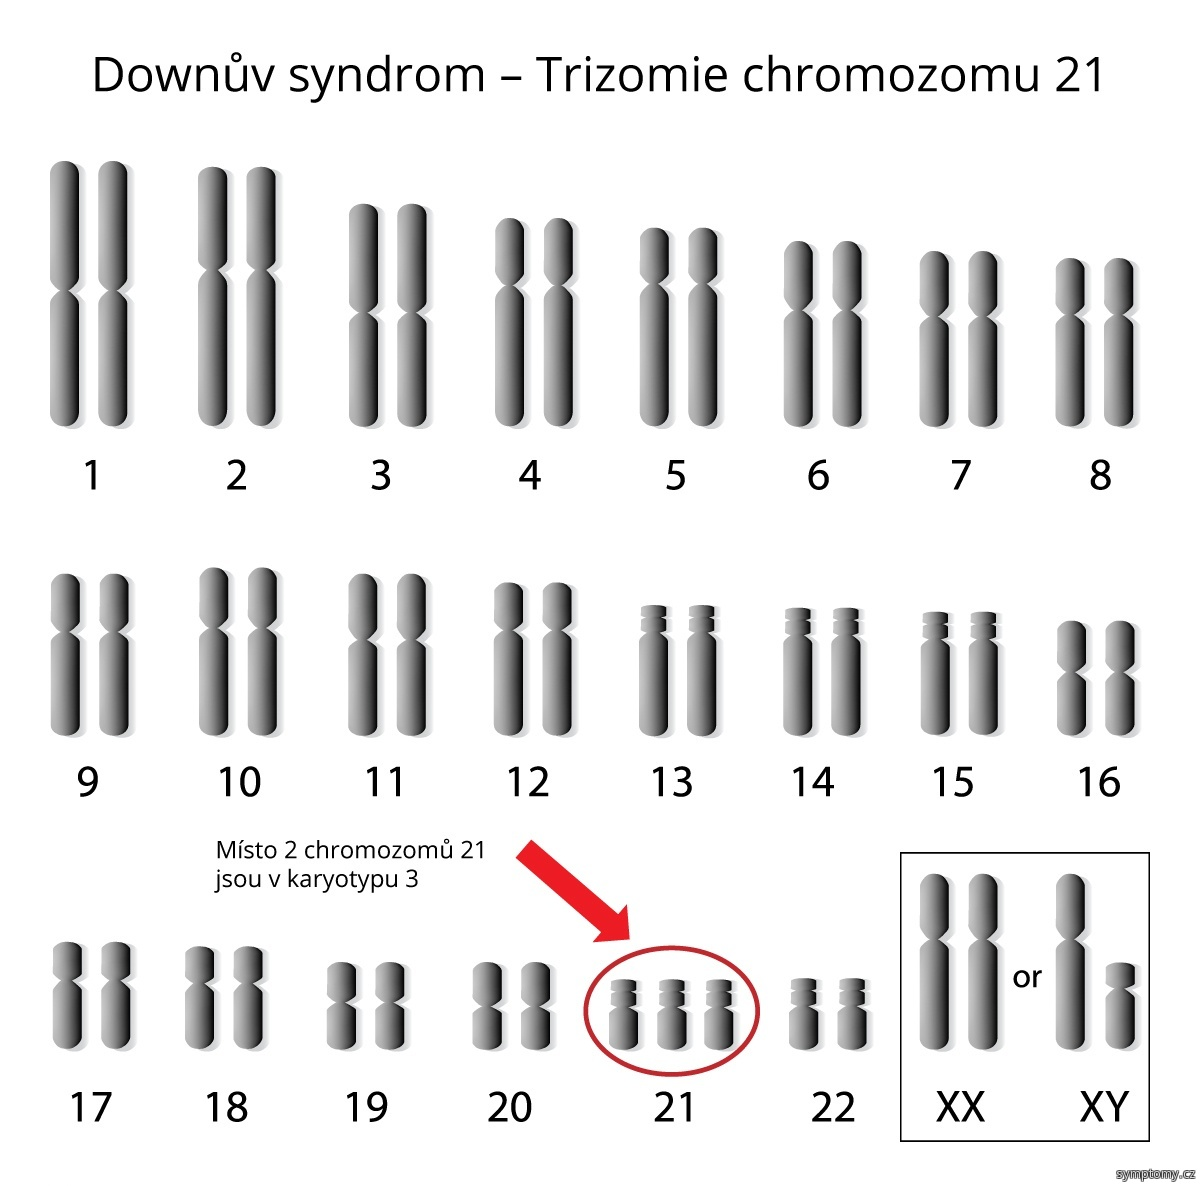 Downův syndrom – Trizomie chromozomu 21
1 2 3 4 5 6 7 8
9 10 11 12 13 14 15 16
Místo 2 chromozomů 21
jsou v karyotypu 3
or
17 18 19 20 21 22 XX XY
symptomy.cz